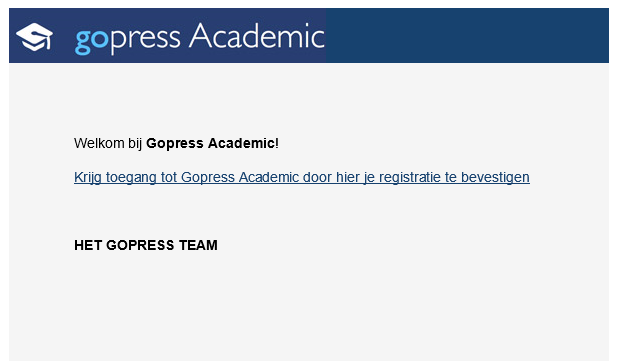 gopress Academic
Welkom bij Gopress Academic!
Krijg toegang tot Gopress Academic door hier je registratie te bevestigen
HET GOPRESS TEAM